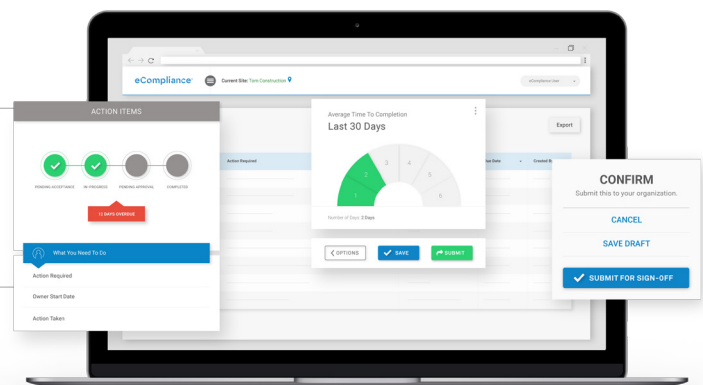 eCompliance
Current Site: Torn Construction
eCompliance User
ACTION ITEMS
PENDING ACCEPTANCE
IN-PROGRESS
PENDING APPROVAL
COMPLETED
12 DAYS OVERDUE
What You Need To Do
Action Required
Owner Start Date
Action Taken
Action Required
Average Time To Completion
Last 30 Days
1
2
3
4
5
6
Number of Days: 2 Days
OPTIONS
SAVE
SUBMIT
Export
Date
Created
CONFIRM
Submit this to your organization.
CANCEL
SAVE DRAFT
SUBMIT FOR SIGN-OFF